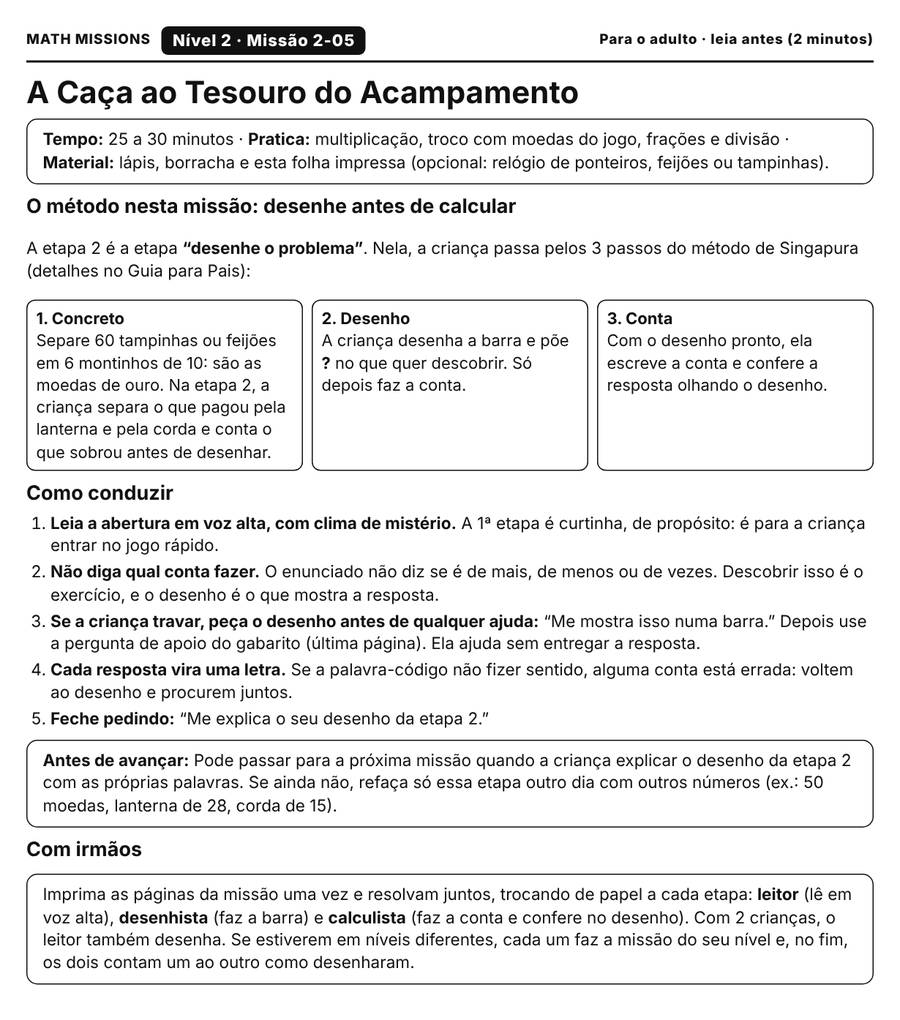 MATH MISSIONS Nível 2 · Missão 2-05 Para o adulto · leia antes (2 minutos)
A Caça ao Tesouro do Acampamento
Tempo: 25 a 30 minutos · Pratica: multiplicação, troco com moedas do jogo, frações e divisão ·
Material: lápis, borracha e esta folha impressa (opcional: relógio de ponteiros, feijões ou tampinhas).
O método nesta missão: desenhe antes de calcular
A etapa 2 é a etapa “desenhe o problema”. Nela, a criança passa pelos 3 passos do método de Singapura
(detalhes no Guia para Pais):
1. Concreto
Separe 60 tampinhas ou feijões
em 6 montinhos de 10: são as
moedas de ouro. Na etapa 2, a
criança separa o que pagou pela
lanterna e pela corda e conta o
que sobrou antes de desenhar.
2. Desenho
A criança desenha a barra e põe
? no que quer descobrir. Só
depois faz a conta.
3. Conta
Com o desenho pronto, ela
escreve a conta e confere a
resposta olhando o desenho.
Como conduzir
1. Leia a abertura em voz alta, com clima de mistério. A 1ª etapa é curtinha, de propósito: é para a criança
entrar no jogo rápido.
2. Não diga qual conta fazer. O enunciado não diz se é de mais, de menos ou de vezes. Descobrir isso é o
exercício, e o desenho é o que mostra a resposta.
3. Se a criança travar, peça o desenho antes de qualquer ajuda: “Me mostra isso numa barra.” Depois use
a pergunta de apoio do gabarito (última página). Ela ajuda sem entregar a resposta.
4. Cada resposta vira uma letra. Se a palavra-código não fizer sentido, alguma conta está errada: voltem
ao desenho e procurem juntos.
5. Feche pedindo: “Me explica o seu desenho da etapa 2.”
Antes de avançar: Pode passar para a próxima missão quando a criança explicar o desenho da etapa 2
com as próprias palavras. Se ainda não, refaça só essa etapa outro dia com outros números (ex.: 50
moedas, lanterna de 28, corda de 15).
Com irmãos
Imprima as páginas da missão uma vez e resolvam juntos, trocando de papel a cada etapa: leitor (lê em
voz alta), desenhista (faz a barra) e calculista (faz a conta e confere no desenho). Com 2 crianças, o
leitor também desenha. Se estiverem em níveis diferentes, cada um faz a missão do seu nível e, no fim,
os dois contam um ao outro como desenharam.